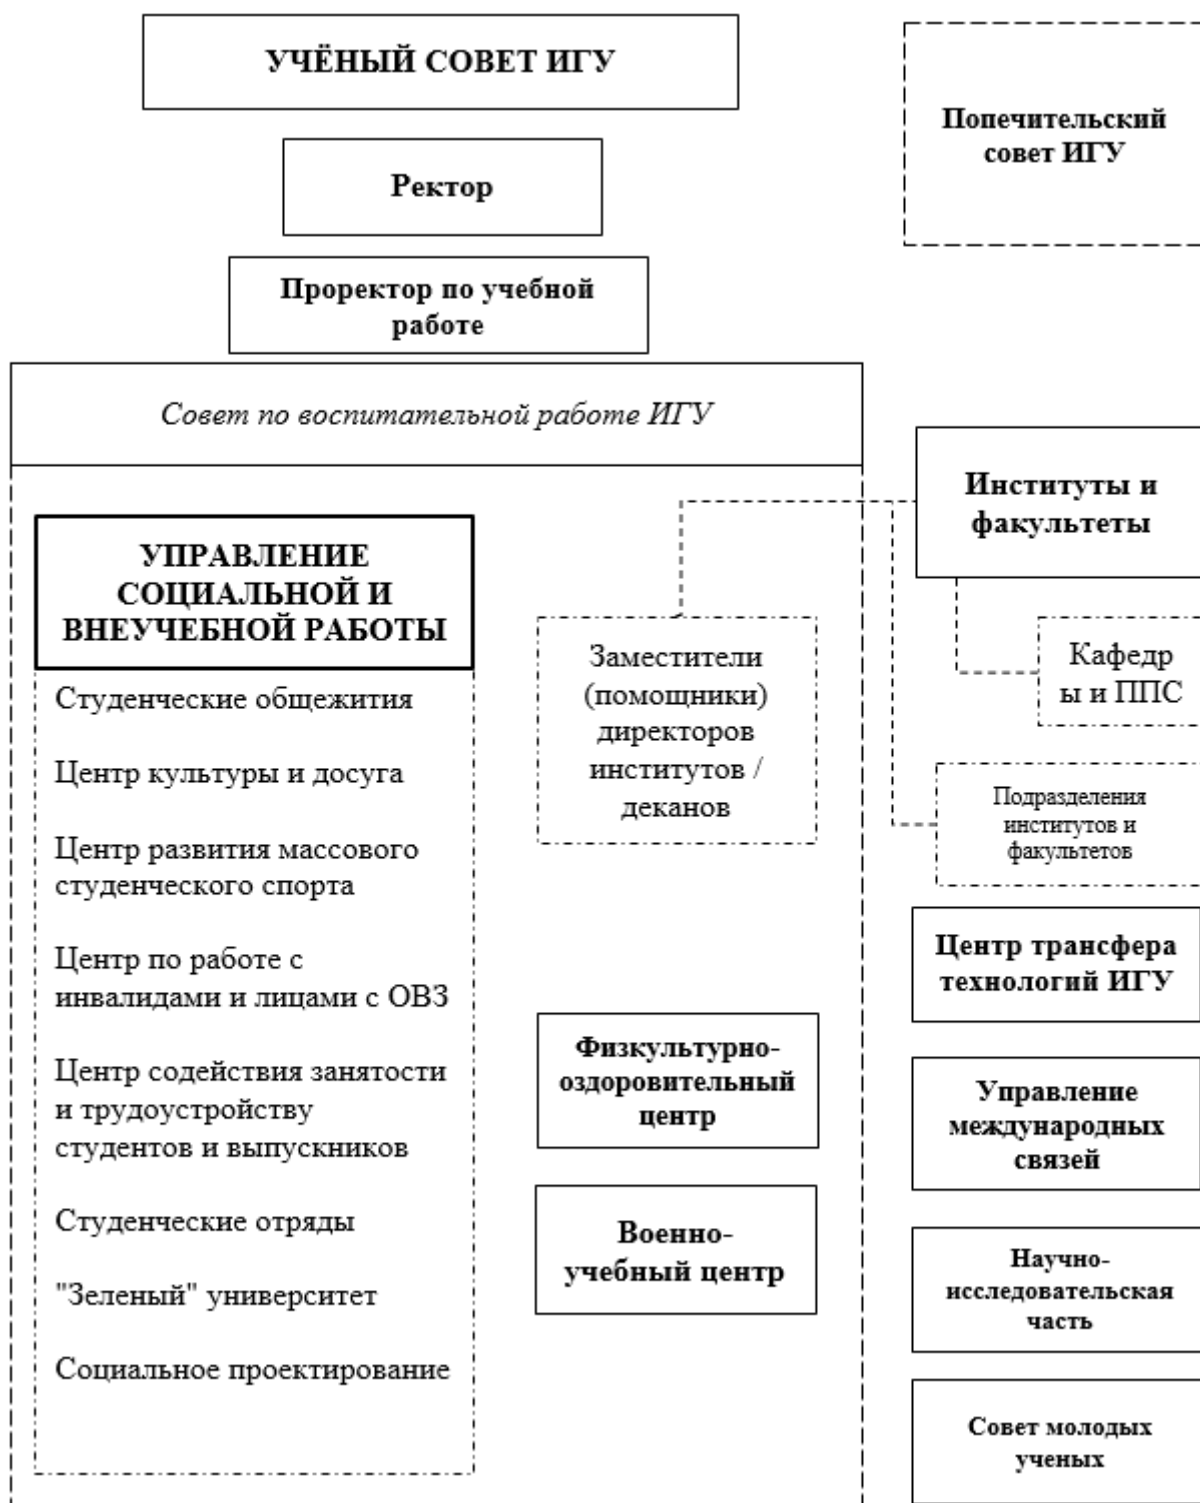 УЧЁНЫЙ СОВЕТ ИГУ
Попечительский
совет ИГУ
Ректор
Проректор по учебной
работе
Совет по воспитательной работе ИГУ
УПРАВЛЕНИЕ
СОЦИАЛЬНОЙ И
ВНЕУЧЕБНОЙ РАБОТЫ
Студенческие общежития
Центр культуры и досуга
Центр развития массового
студенческого спорта
Центр по работе с
инвалидами и лицами с ОВЗ
Центр содействия занятости
и трудоустройству
студентов и выпускников
Студенческие отряды
"Зеленый" университет
Социальное проектирование
Заместители
(помощники)
директоров
институтов /
деканов
Физкультурно-
оздоровительный
центр
Военно-
учебный центр
Институты и
факультеты
Кафедр
ы и ППС
Подразделения
институтов и
факультетов
Центр трансфера
технологий ИГУ
Управление
международных
связей
Научно-
исследовательская
часть
Совет молодых
ученых